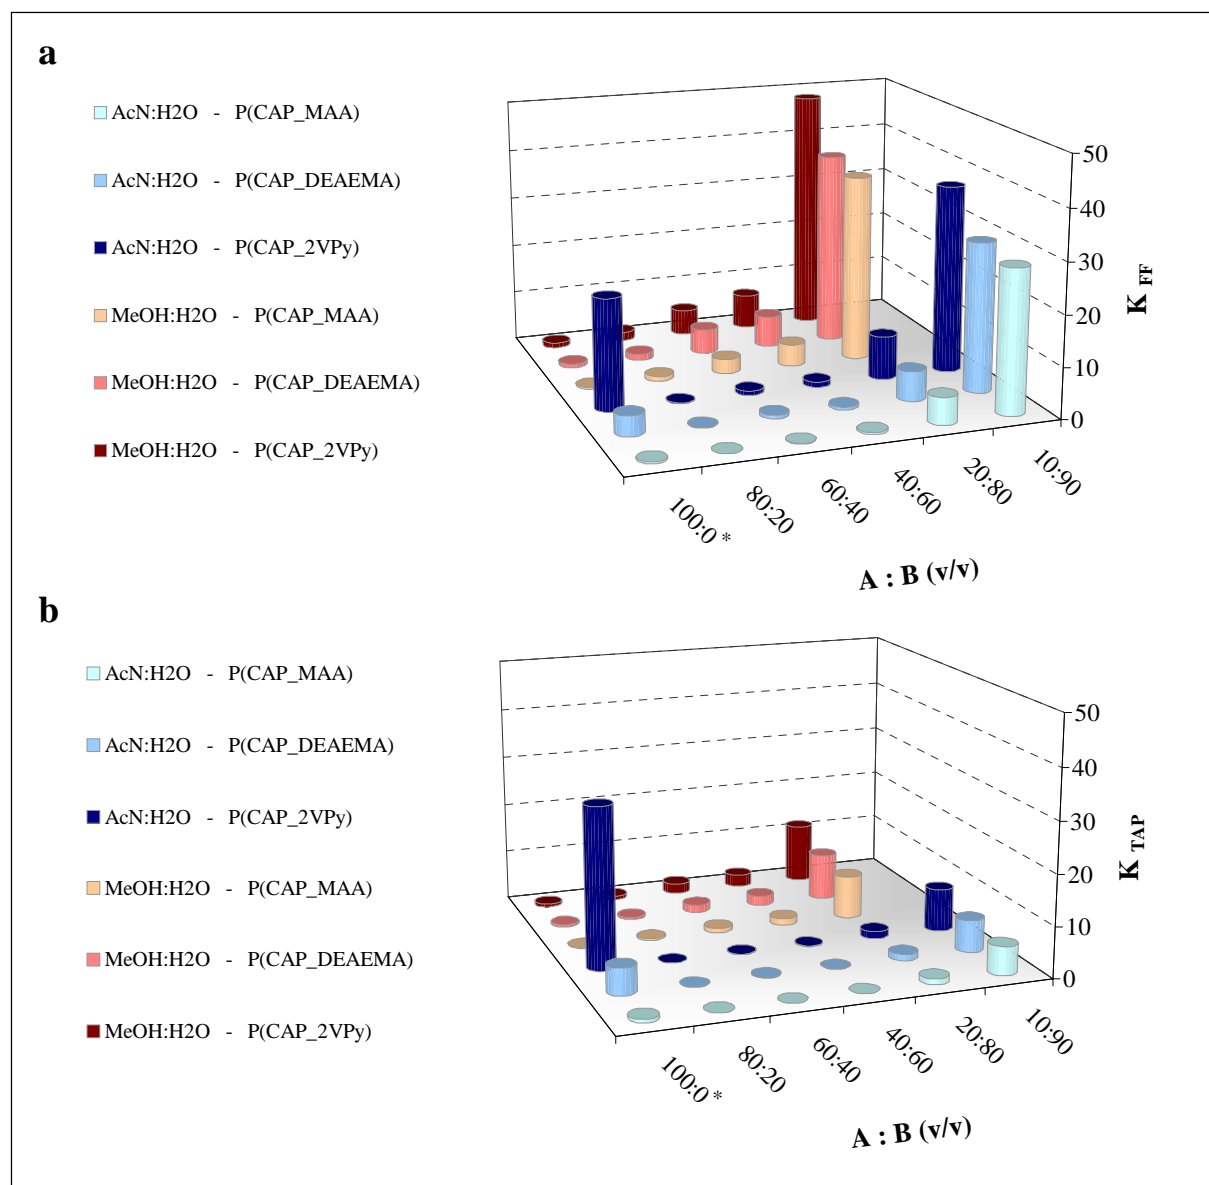 a
AcN:H2O - P(CAP_MAA)
AcN:H2O - P(CAP_DEAEMA)
AcN:H2O - P(CAP_2VPy)
MeOH:H2O - P(CAP_MAA)
MeOH:H2O - P(CAP_DEAEMA)
MeOH:H2O - P(CAP_2VPy)
50
40
30
20
10
0
K FF
100:0 *
80:20
60:40
40:60
20:80
10:90
A : B (v/v)
b
AcN:H2O - P(CAP_MAA)
AcN:H2O - P(CAP_DEAEMA)
AcN:H2O - P(CAP_2VPy)
MeOH:H2O - P(CAP_MAA)
MeOH:H2O - P(CAP_DEAEMA)
MeOH:H2O - P(CAP_2VPy)
50
40
30
20
10
0
K TAP
100:0 *
80:20
60:40
40:60
20:80
10:90
A : B (v/v)